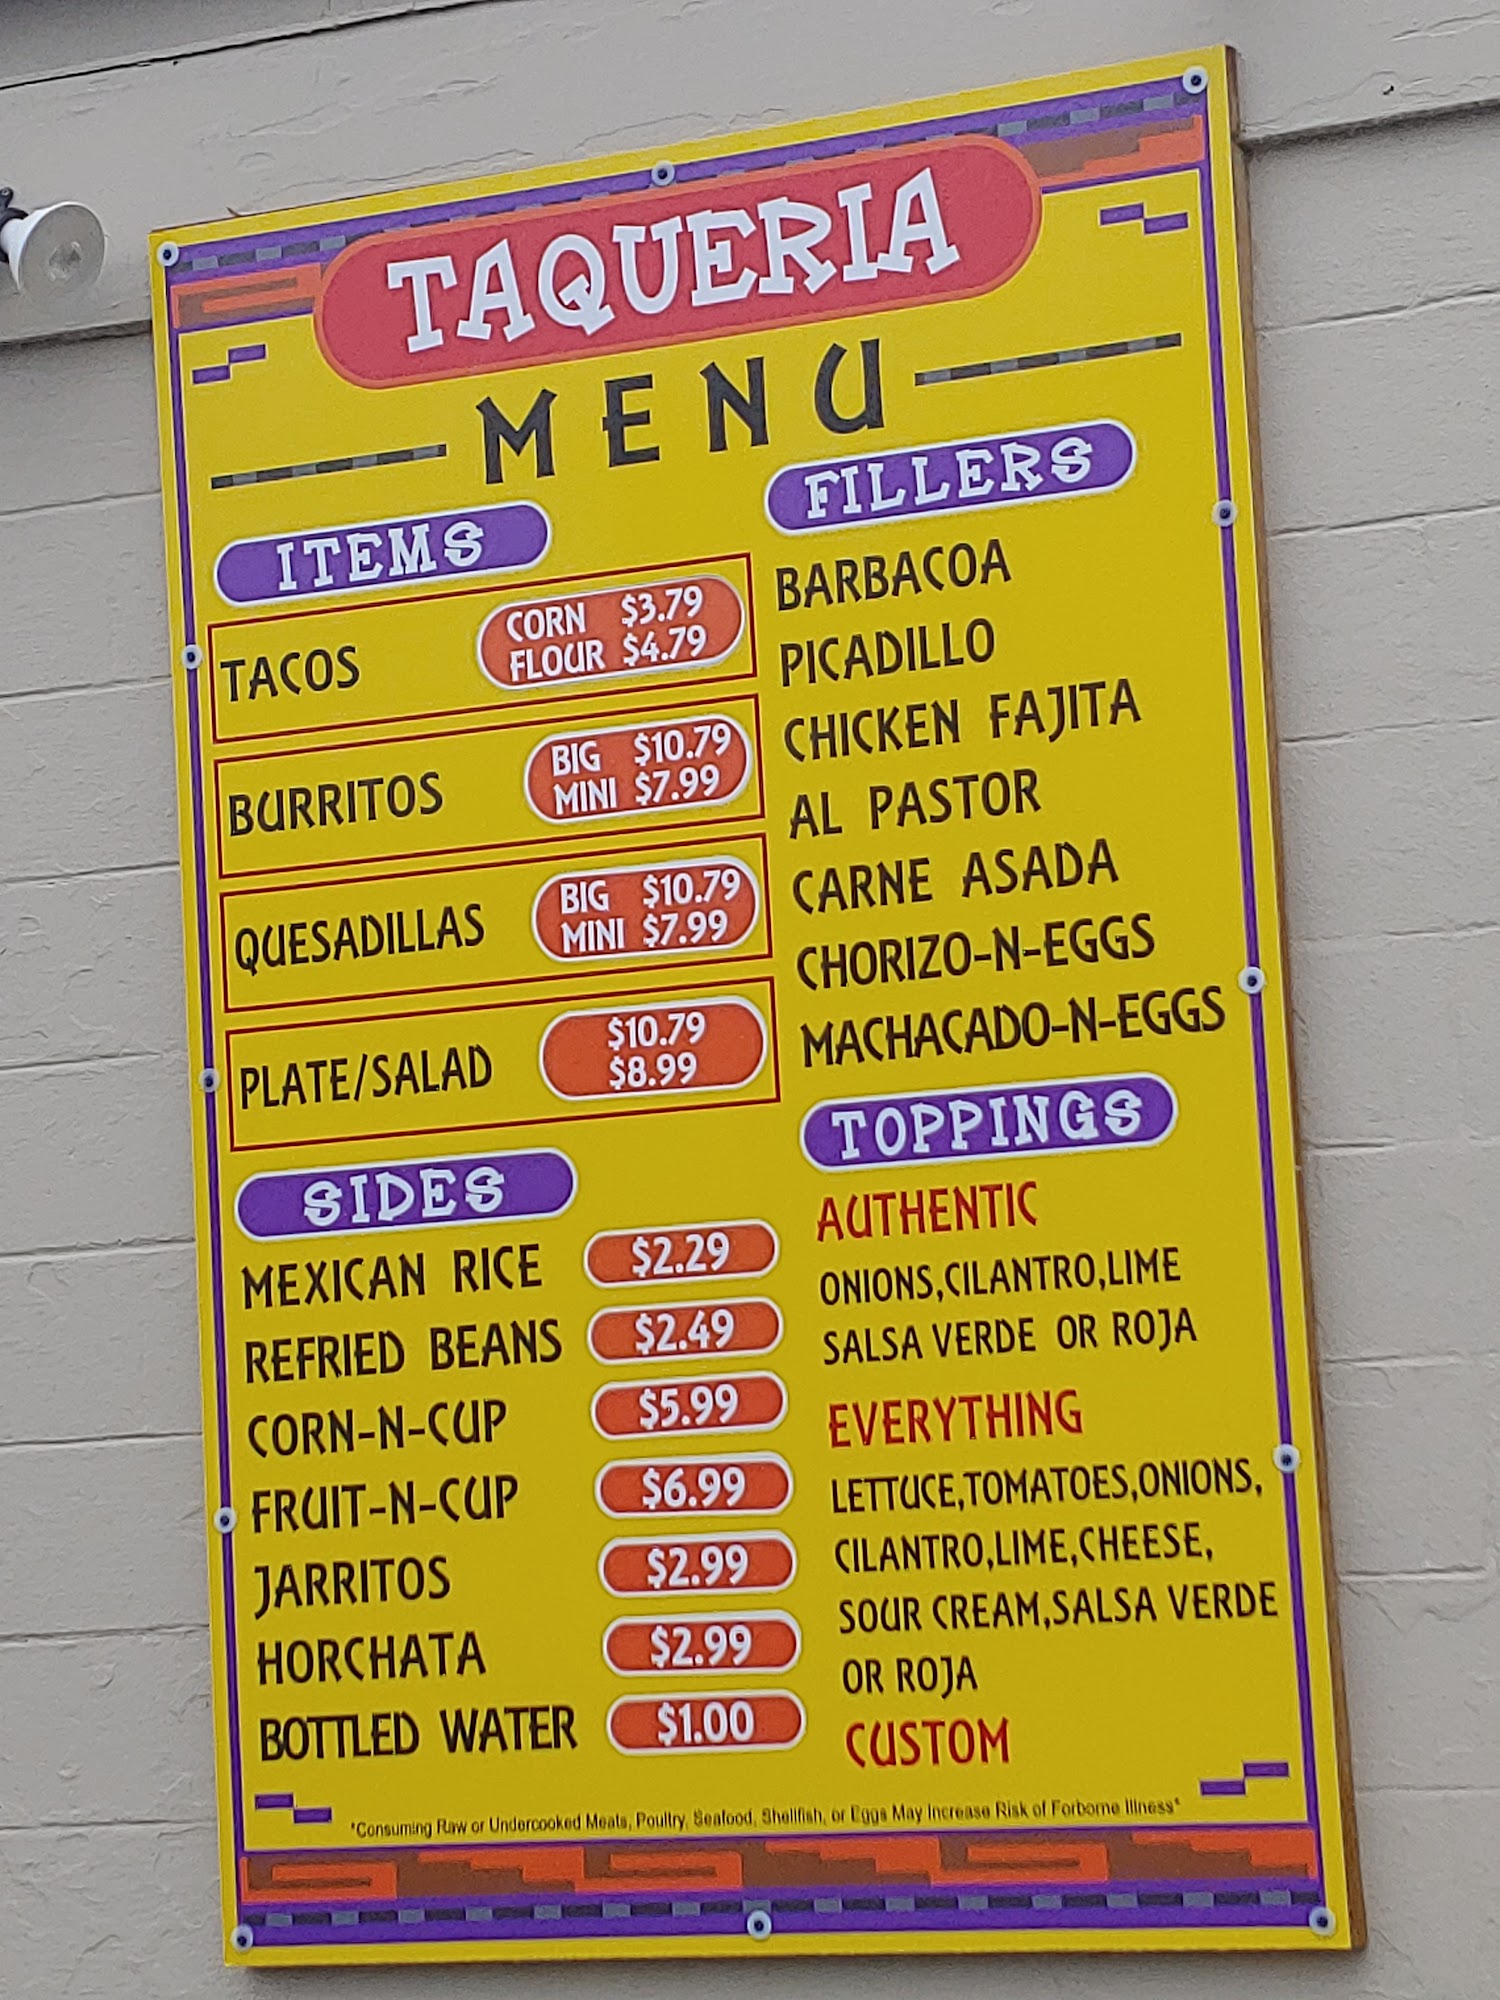 TAQUERIA
MENU
ITEMS
TACOS
CORN $3.79
FLOUR $4.79
BURRITOS
BIG $10.79
MINI $7.99
QUESADILLAS
BIG $10.79
MINI $7.99
PLATE/SALAD
$10.79
$8.99
SIDES
MEXICAN RICE $2.29
REFRIED BEANS $2.49
CORN-N-CUP $5.99
FRUIT-N-CUP $6.99
JARRITOS $2.99
HORCHATA $2.99
BOTTLED WATER $1.00
FILLERS
BARBACOA
PICADILLO
CHICKEN FAJITA
AL PASTOR
CARNE ASADA
CHORIZO-N-EGGS
MACHACADO-N-EGGS
TOPPINGS
AUTHENTIC
ONIONS,CILANTRO,LIME
SALSA VERDE OR ROJA
EVERYTHING
LETTUCE,TOMATOES,ONIONS,
CILANTRO,LIME,CHEESE,
SOUR CREAM,SALSA VERDE
OR ROJA
CUSTOM
*Consuming Raw or Undercooked Meats, Poultry, Seafood, Shellfish, or Eggs May Increase Risk of Forborne Illness*